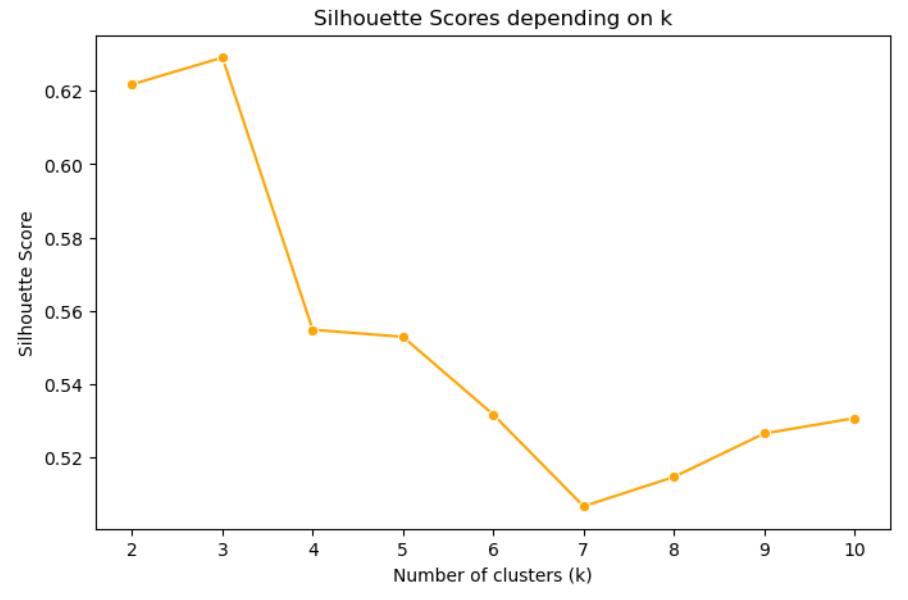 Silhouette Scores depending on k
Silhouette Score
0.62
0.60
0.58
0.56
0.54
0.52
2 3 4 5 6 7 8 9 10
Number of clusters (k)